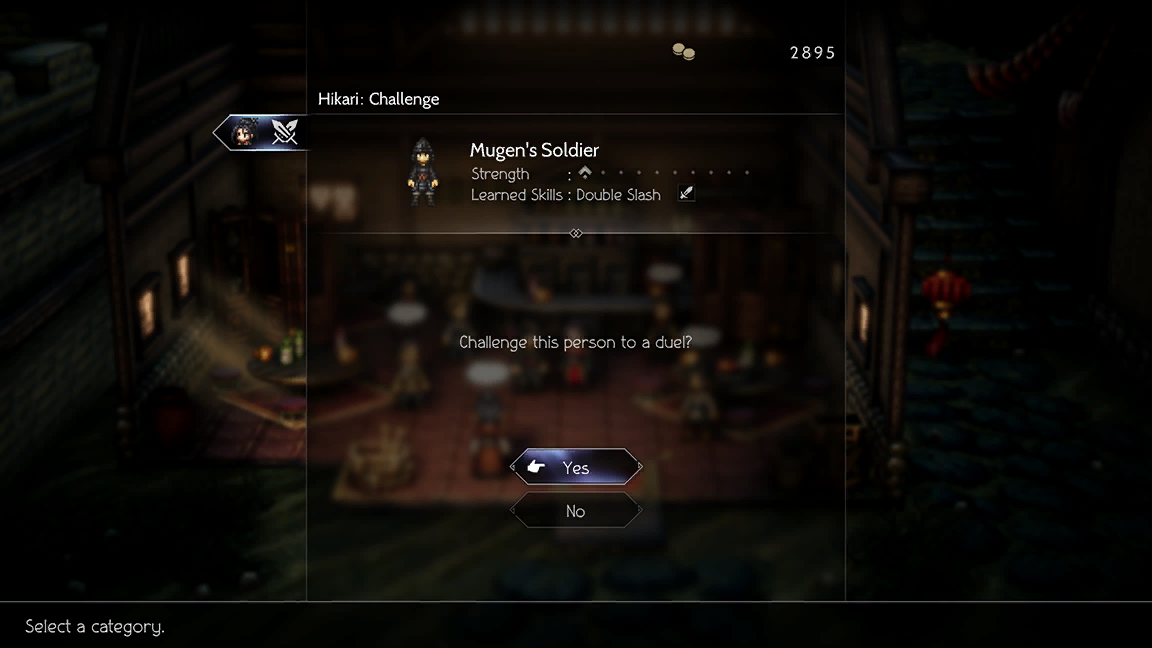 2895
Hikari: Challenge
Mugen's Soldier
Strength :
Learned Skills : Double Slash
Challenge this person to a duel?
Yes
No
Select a category.